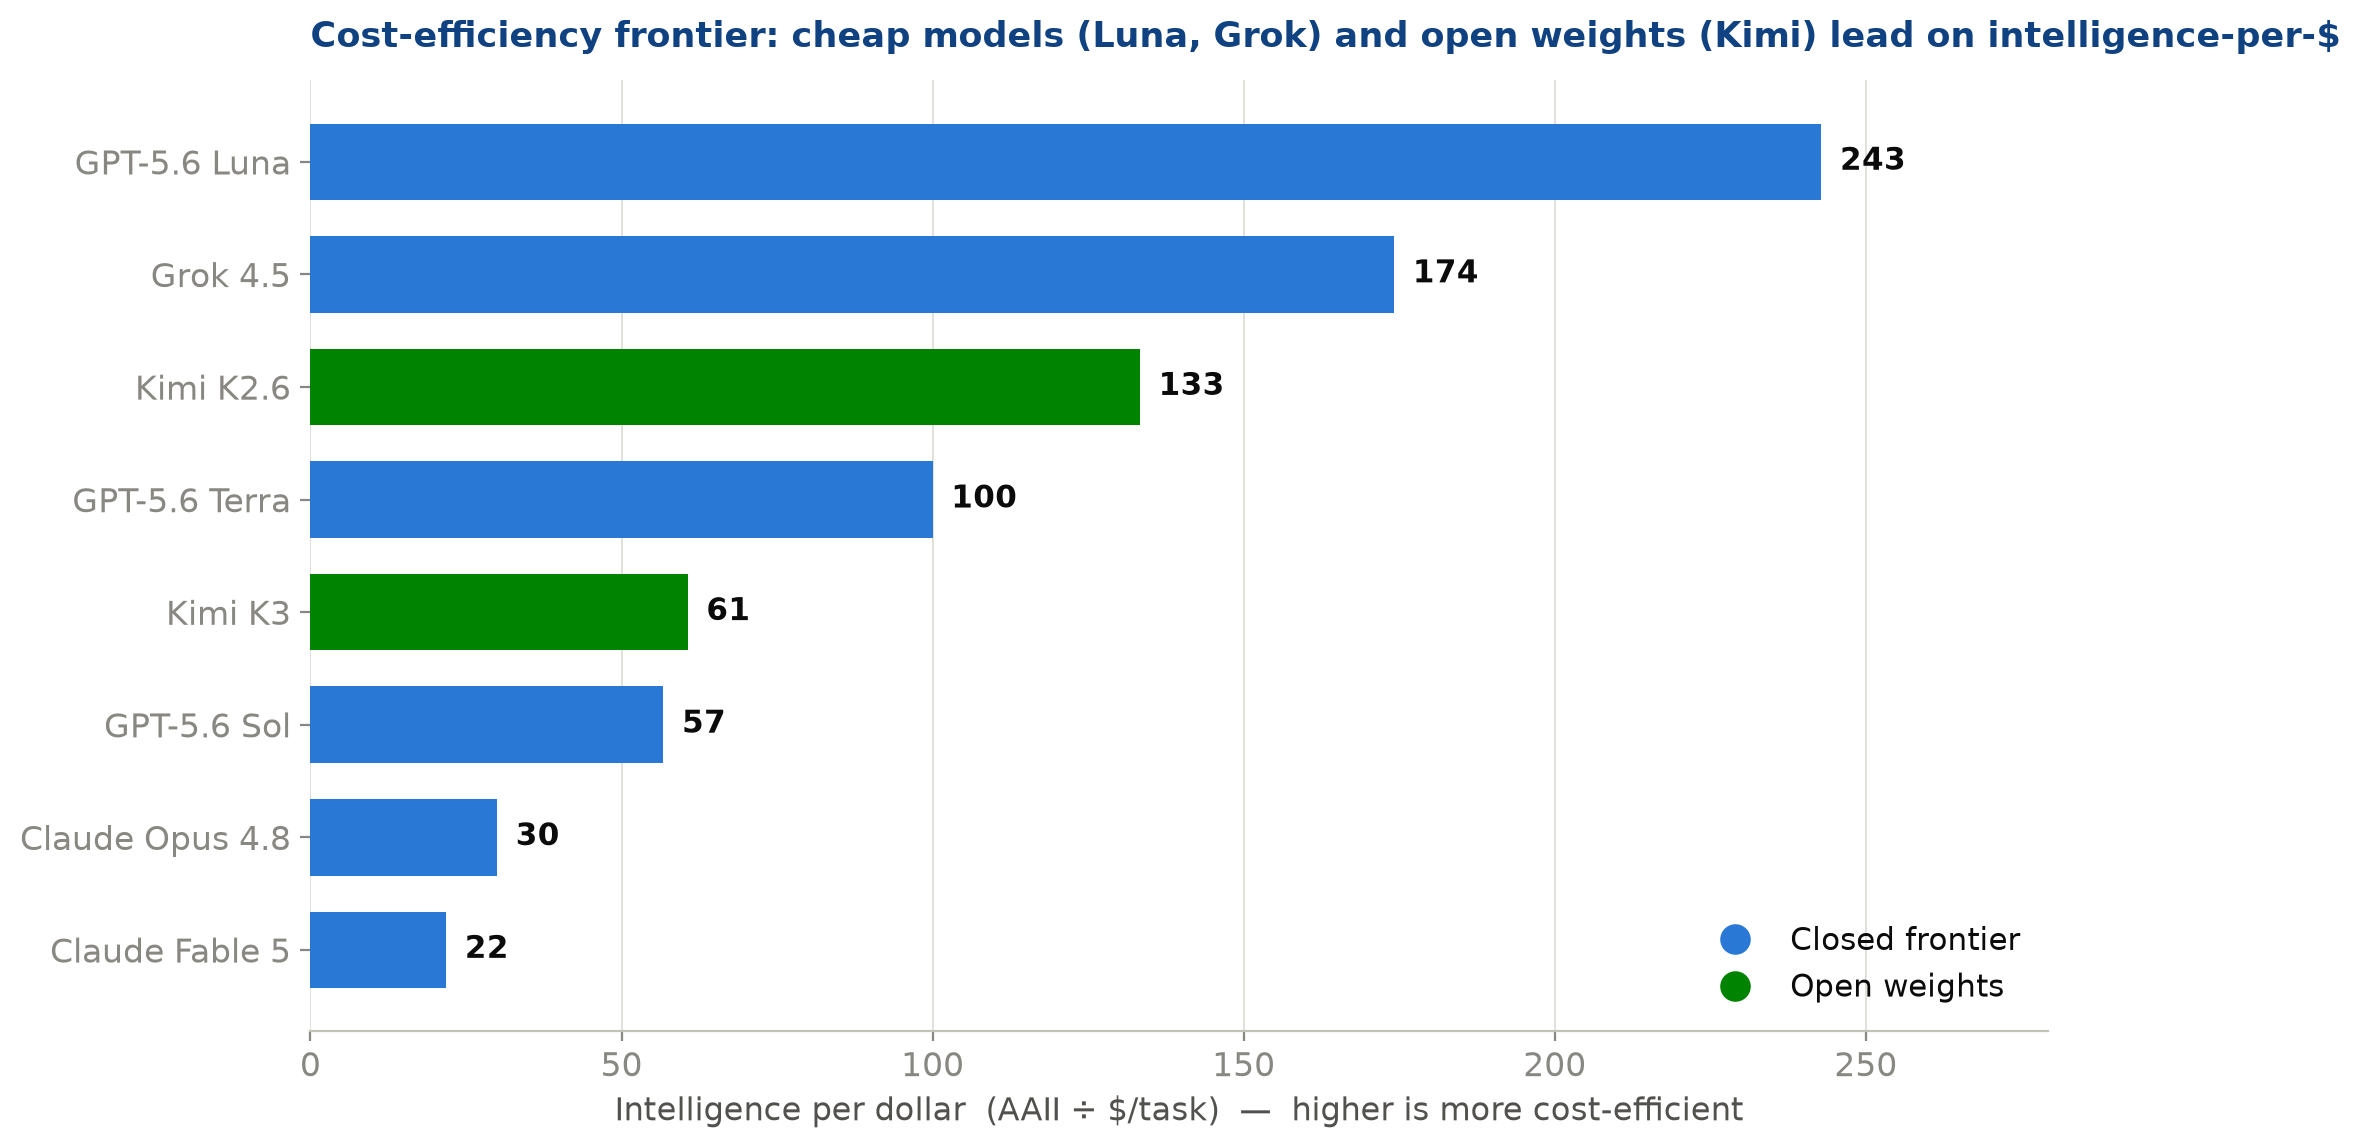 Cost-efficiency frontier: cheap models (Luna, Grok) and open weights (Kimi) lead on intelligence-per-$
GPT-5.6 Luna 243
Grok 4.5 174
Kimi K2.6 133
GPT-5.6 Terra 100
Kimi K3 61
GPT-5.6 Sol 57
Claude Opus 4.8 30
Claude Fable 5 22
Closed frontier
Open weights
0 50 100 150 200 250
Intelligence per dollar (AAII ÷ $/task) — higher is more cost-efficient